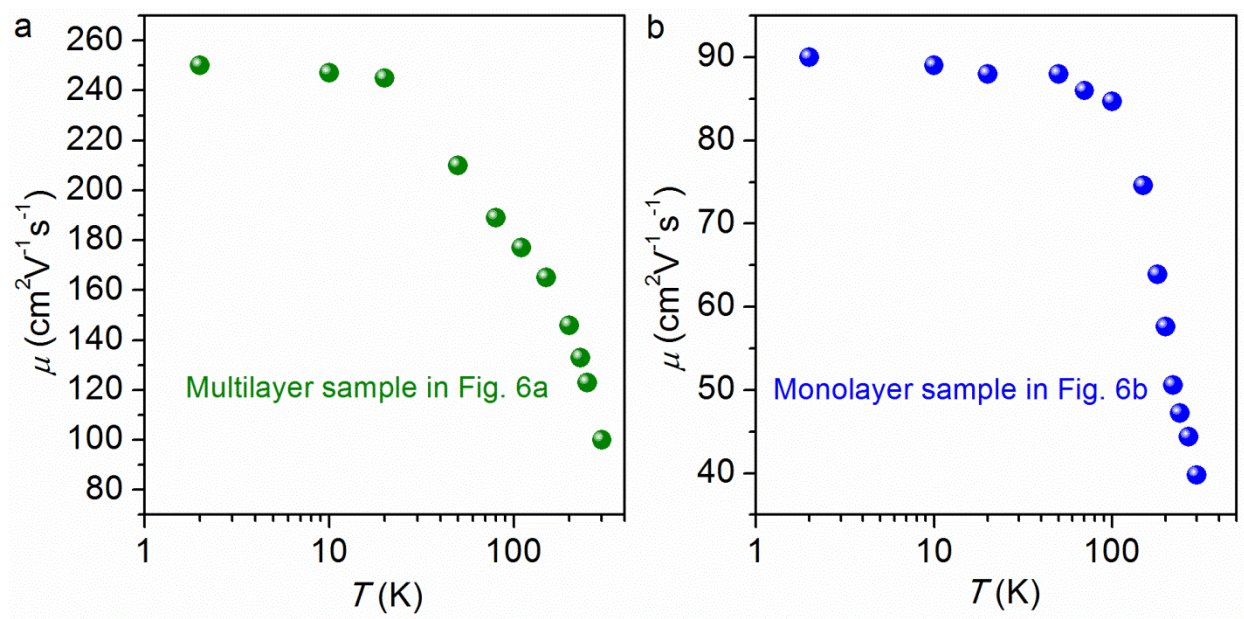 a
260
240
220
200
180
160
140
120
100
80
μ (cm²V⁻¹s⁻¹)
Multilayer sample in Fig. 6a
1 10 100
T (K)
b
90
80
70
60
50
40
μ (cm²V⁻¹s⁻¹)
Monolayer sample in Fig. 6b
1 10 100
T (K)